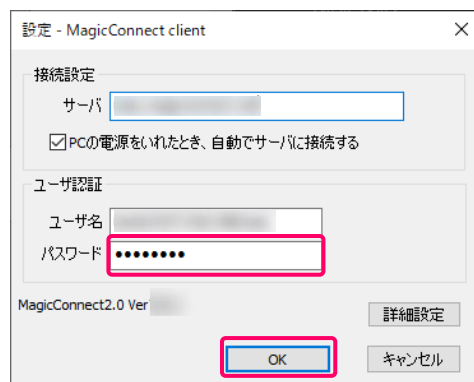 設定 - MagicConnect client
接続設定
サーバ
PCの電源をいれたとき、自動でサーバに接続する
ユーザ認証
ユーザ名
パスワード ●●●●●●●●
MagicConnect2.0 Ver
詳細設定
OK キャンセル